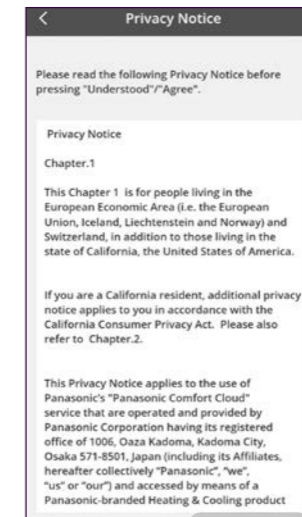 Privacy Notice
Please read the following Privacy Notice before
pressing "Understood"/"Agree".
Privacy Notice
Chapter.1
This Chapter 1 is for people living in the
European Economic Area (i.e. the European
Union, Iceland, Liechtenstein and Norway) and
Switzerland, in addition to those living in the
state of California, the United States of America.
If you are a California resident, additional privacy
notice applies to you in accordance with the
California Consumer Privacy Act. Please also
refer to Chapter.2.
This Privacy Notice applies to the use of
Panasonic's "Panasonic Comfort Cloud"
service that are operated and provided by
Panasonic Corporation having its registered
office of 1006, Oaza Kadoma, Kadoma City,
Osaka 571-8501, Japan (including its Affiliates,
hereafter collectively "Panasonic", "we",
"us" or "our") and accessed by means of a
Panasonic-branded Heating & Cooling product